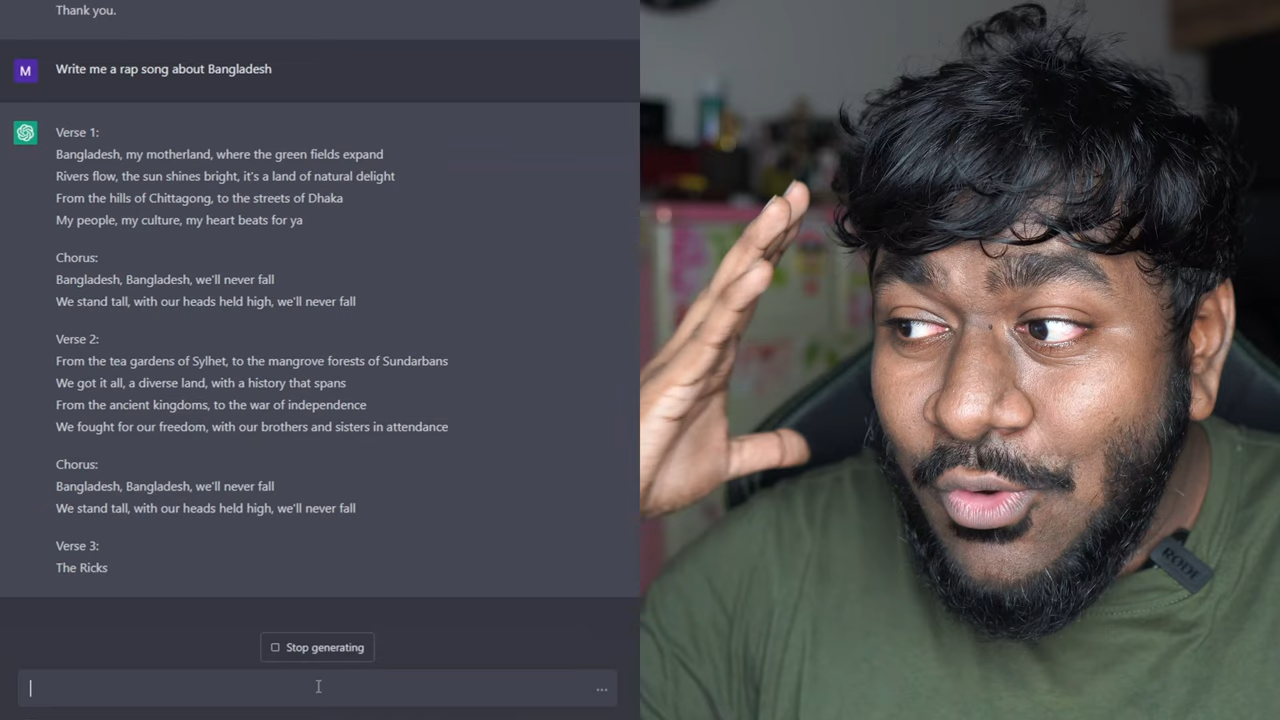 Thank you.
M
Write me a rap song about Bangladesh
Verse 1:
Bangladesh, my motherland, where the green fields expand
Rivers flow, the sun shines bright, it's a land of natural delight
From the hills of Chittagong, to the streets of Dhaka
My people, my culture, my heart beats for ya
Chorus:
Bangladesh, Bangladesh, we'll never fall
We stand tall, with our heads held high, we'll never fall
Verse 2:
From the tea gardens of Sylhet, to the mangrove forests of Sundarbans
We got it all, a diverse land, with a history that spans
From the ancient kingdoms, to the war of independence
We fought for our freedom, with our brothers and sisters in attendance
Chorus:
Bangladesh, Bangladesh, we'll never fall
We stand tall, with our heads held high, we'll never fall
Verse 3:
The Ricks
Stop generating
RODE